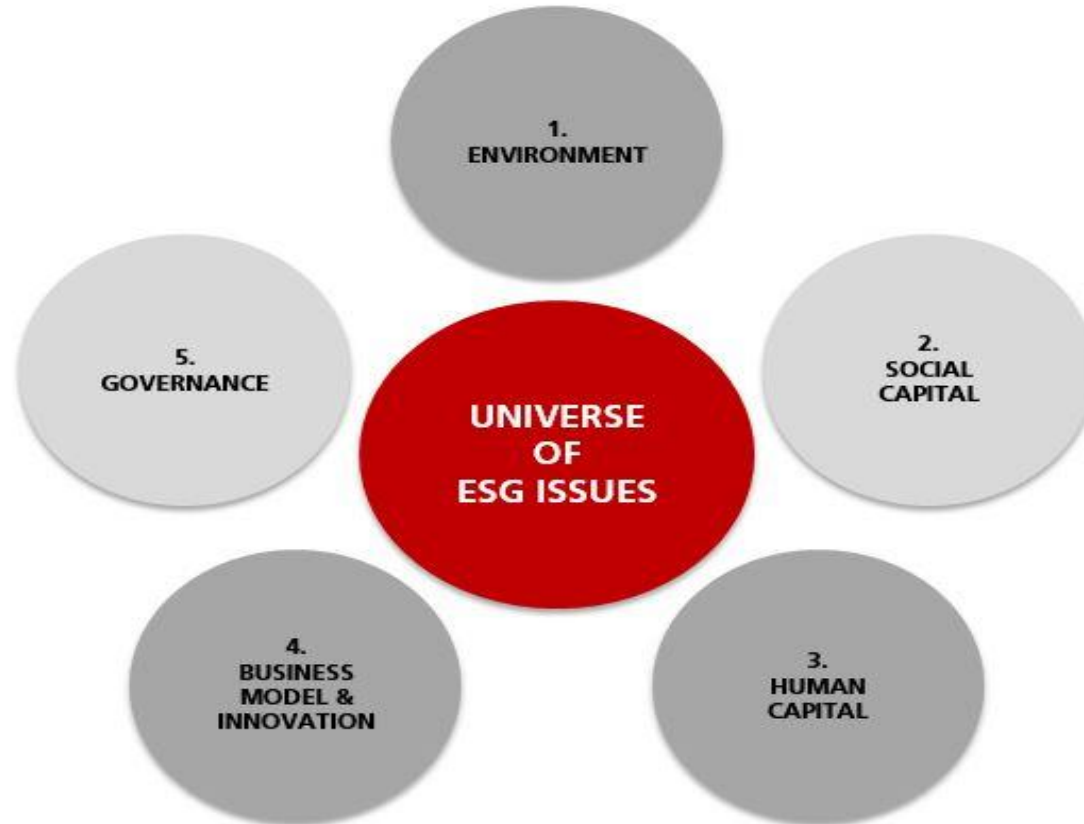 1.
ENVIRONMENT
2.
SOCIAL
CAPITAL
3.
HUMAN
CAPITAL
4.
BUSINESS
MODEL &
INNOVATION
5.
GOVERNANCE
UNIVERSE
OF
ESG ISSUES